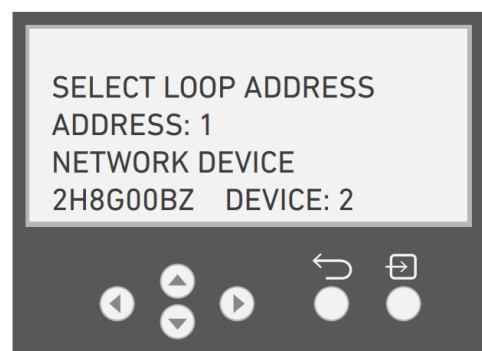 SELECT LOOP ADDRESS
ADDRESS: 1
NETWORK DEVICE
2H8G00BZ DEVICE: 2